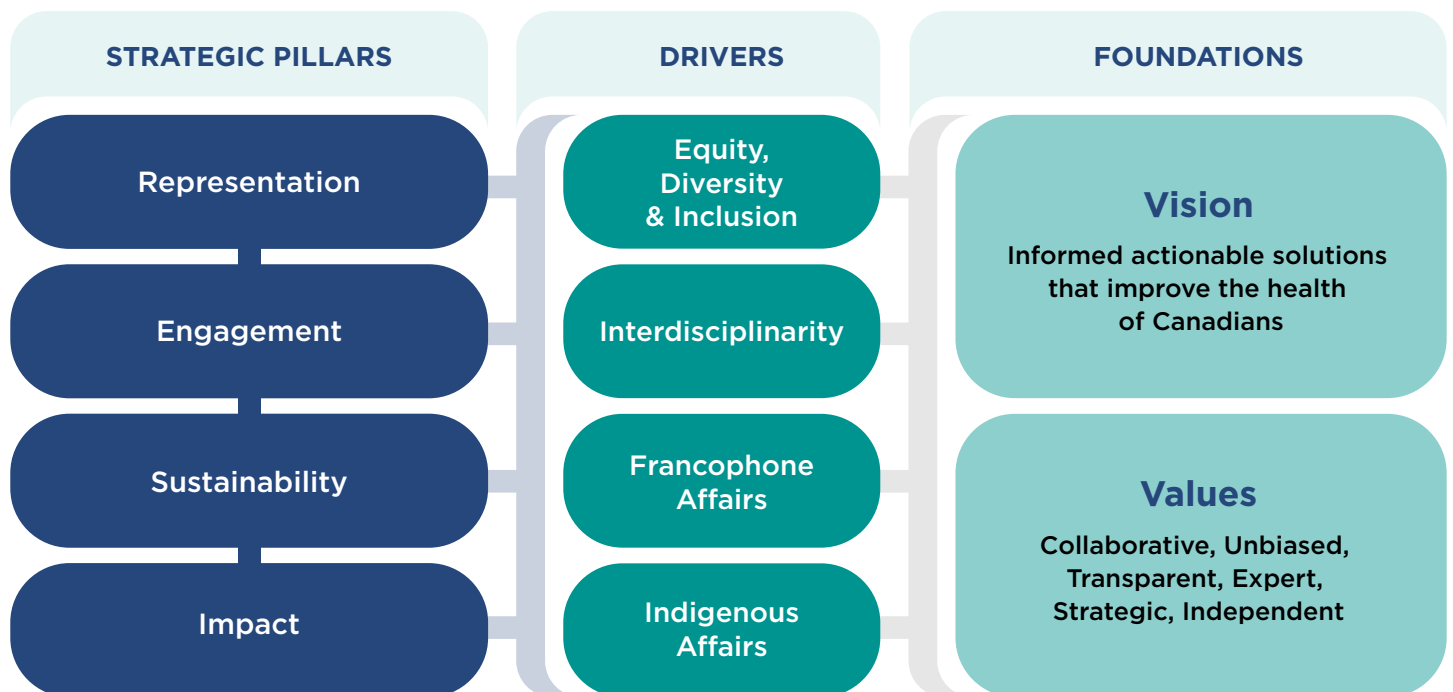 STRATEGIC PILLARS
Representation
Engagement
Sustainability
Impact
DRIVERS
Equity,
Diversity
& Inclusion
Interdisciplinarity
Francophone
Affairs
Indigenous
Affairs
FOUNDATIONS
Vision
Informed actionable solutions
that improve the health
of Canadians
Values
Collaborative, Unbiased,
Transparent, Expert,
Strategic, Independent